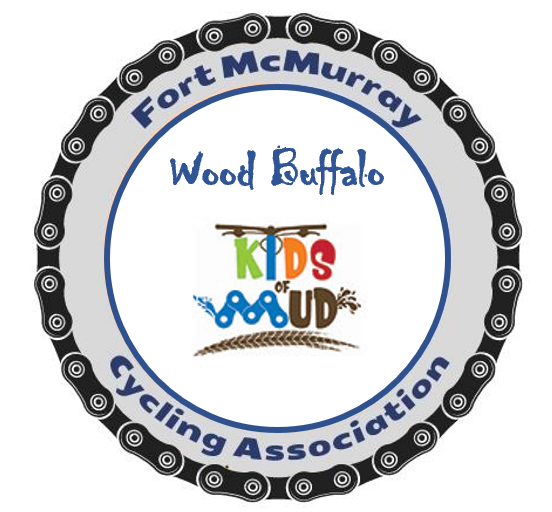 Fort McMurray
Wood Buffalo
KIDS
OF
MUD
Cycling Association